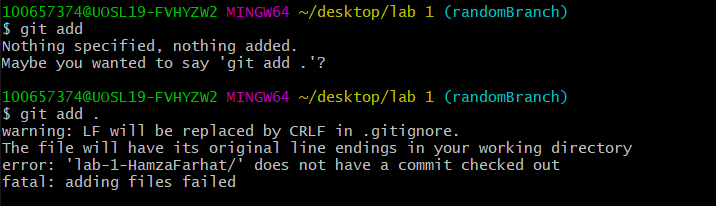 100657374@UOSL19-FVHYZW2 MINGW64 ~/desktop/lab 1 (randomBranch)
$ git add
Nothing specified, nothing added.
Maybe you wanted to say 'git add .'?
100657374@UOSL19-FVHYZW2 MINGW64 ~/desktop/lab 1 (randomBranch)
$ git add .
warning: LF will be replaced by CRLF in .gitignore.
The file will have its original line endings in your working directory
error: 'lab-1-HamzaFarhat/' does not have a commit checked out
fatal: adding files failed